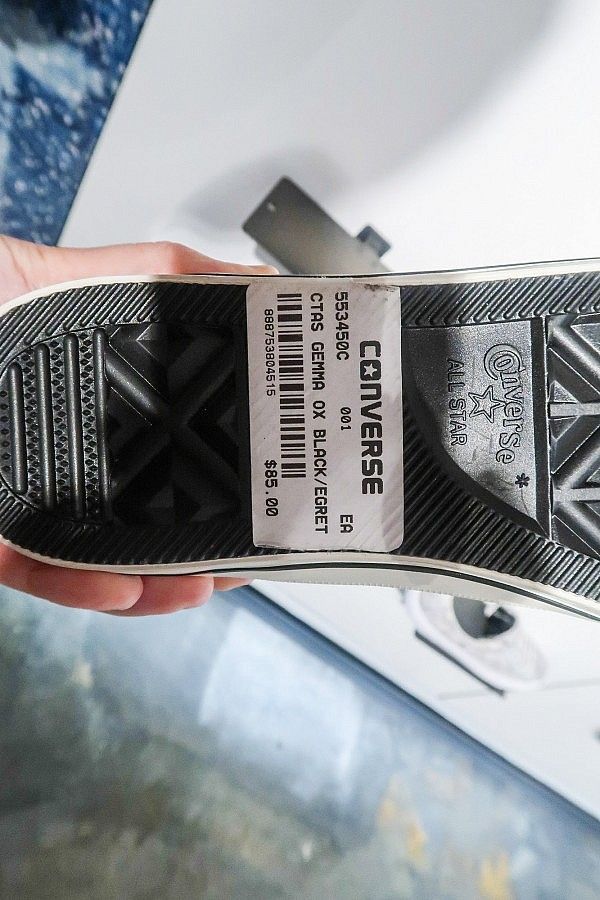 CONVERSE
553450C 001 EA
CTAS GEMMA OX BLACK/EGRET
888753804515 $85.00
Converse
ALL STAR